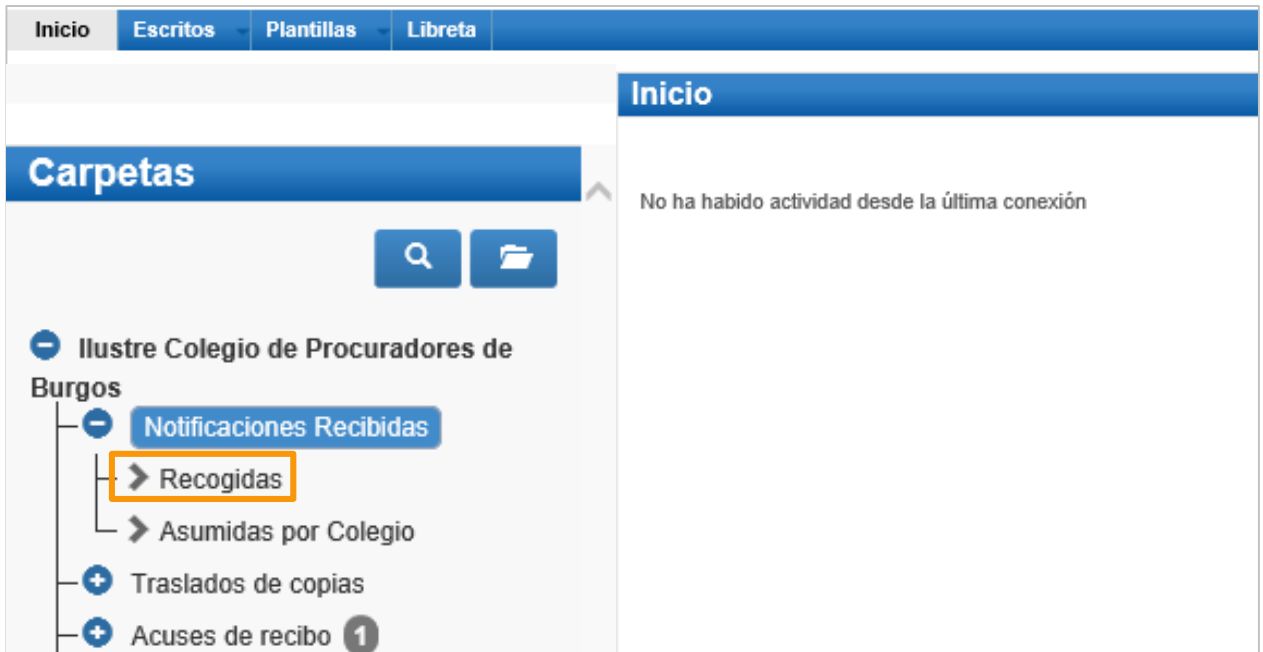 Inicio Escritos Plantillas Libreta
Inicio
Carpetas
No ha habido actividad desde la última conexión
Ilustre Colegio de Procuradores de
Burgos
Notificaciones Recibidas
Recogidas
Asumidas por Colegio
Traslados de copias
Acuses de recibo 1